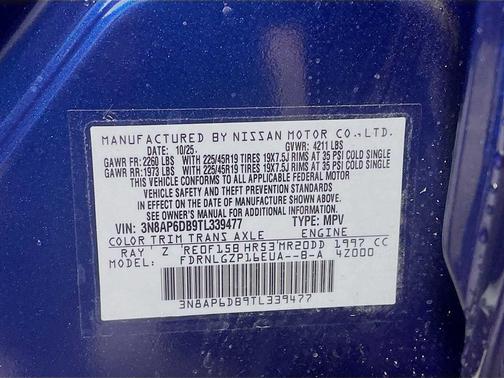 MANUFACTURED BY NISSAN MOTOR CO., LTD.
DATE: 10/25. GVWR: 4211 LBS
GAWR FR: 2260 LBS WITH 225/45R19 TIRES 19X7.5J RIMS AT 35 PSI COLD SINGLE
GAWR RR: 1973 LBS WITH 225/45R19 TIRES 19X7.5J RIMS AT 35 PSI COLD SINGLE
THIS VEHICLE CONFORMS TO ALL APPLICABLE FEDERAL MOTOR
VEHICLE SAFETY AND BUMPER STANDARDS
IN EFFECT ON THE DATE OF MANUFACTURE SHOWN ABOVE.
SEE OWNER'S MANUAL FOR ADDITIONAL INFORMATION
VIN: 3N8AP6DB9TL339477 TYPE: MPV
COLOR TRIM TRANS AXLE ENGINE
RAY Z RE0F15B HR53 MR20DD 1997 CC
MODEL: FDRNLGZP16EUA--B-A 4Z000
3N8AP6DB9TL339477